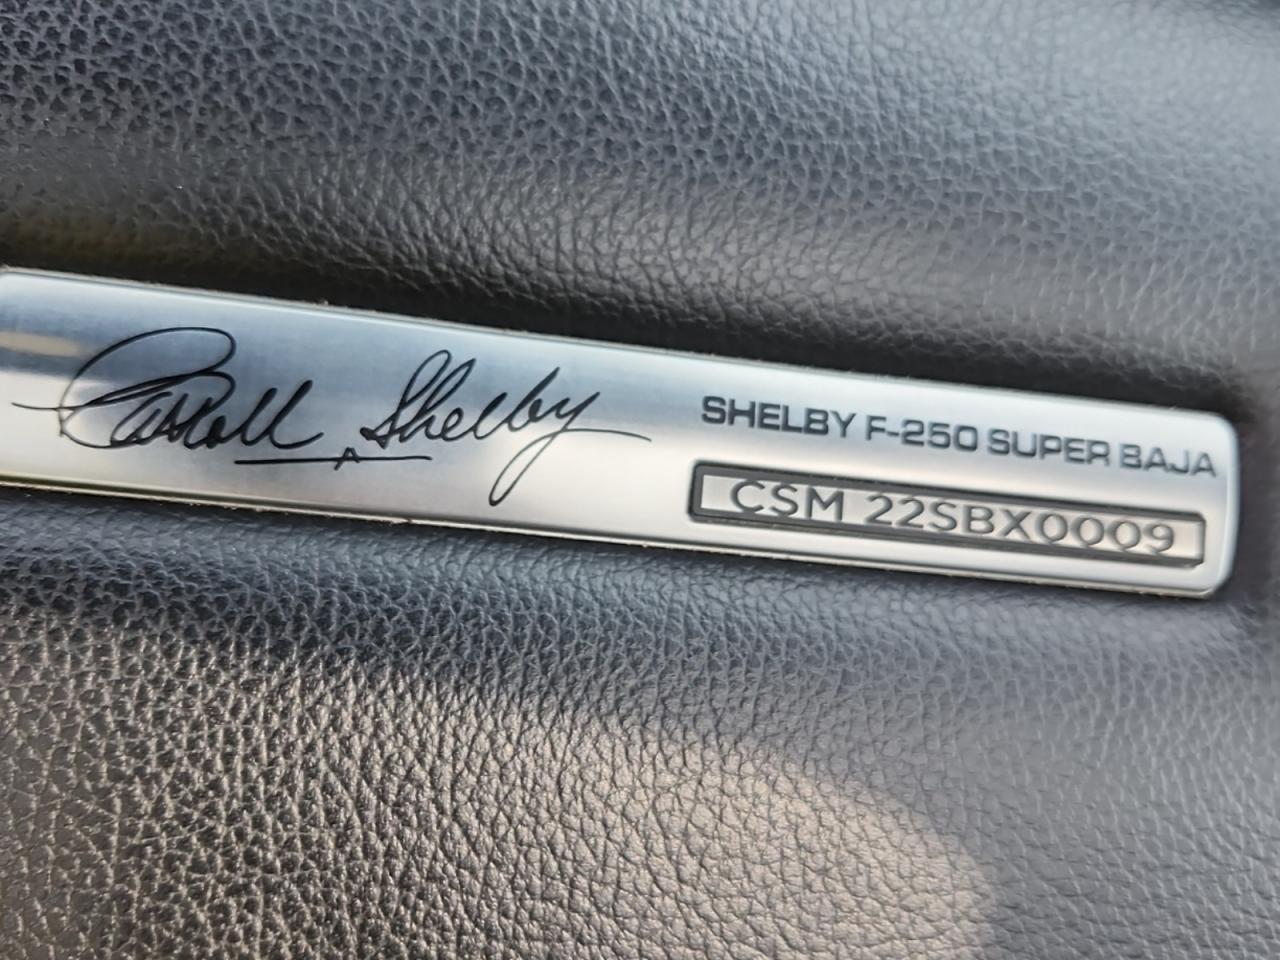 Carroll Shelby
SHELBY F-250 SUPER BAJA
CSM 22SBX0009